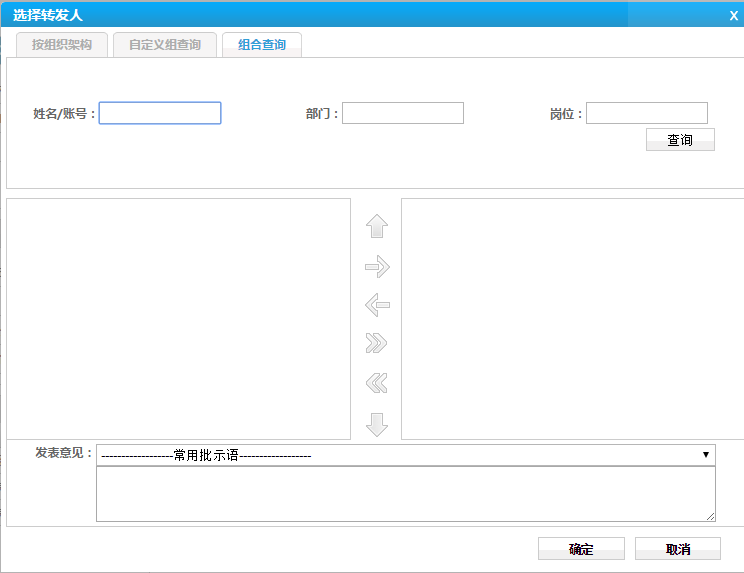 选择转发人 X
按组织架构 自定义组查询 组合查询
姓名/账号： 部门： 岗位：
查询
发表意见： ------------------常用批示语------------------
确定 取消